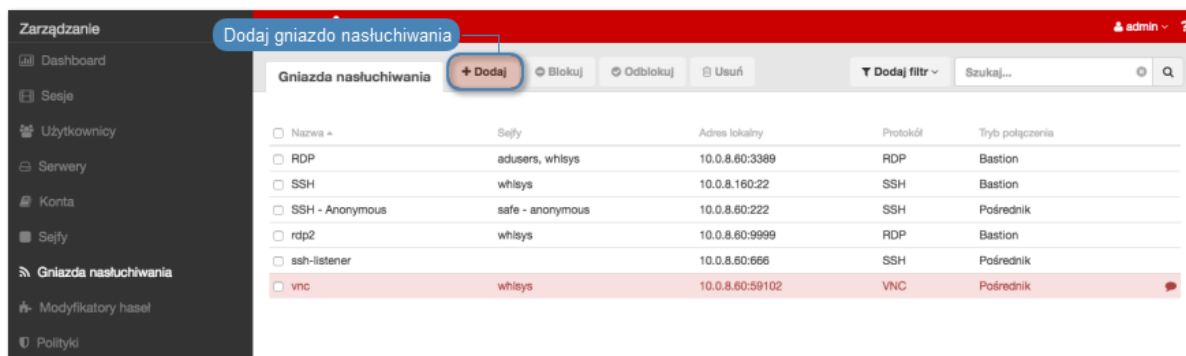 Zarządzanie
Dodaj gniazdo nasłuchiwania
admin
?
Dashboard
Sesje
Użytkownicy
Serwery
Konta
Sejfy
Gniazda nasłuchiwania
Modyfikatory haseł
Polityki
Gniazda nasłuchiwania
+ Dodaj
Blokuj
Odblokuj
Usuń
Dodaj filtr
Szukaj...
Nazwa Sejfy Adres lokalny Protokół Tryb połączenia
RDP adusers, whlsys 10.0.8.60:3389 RDP Bastion
SSH whlsys 10.0.8.160:22 SSH Bastion
SSH - Anonymous safe - anonymous 10.0.8.60:222 SSH Pośrednik
rdp2 whlsys 10.0.8.60:9999 RDP Bastion
ssh-listener 10.0.8.60:666 SSH Pośrednik
vnc whlsys 10.0.8.60:59102 VNC Pośrednik